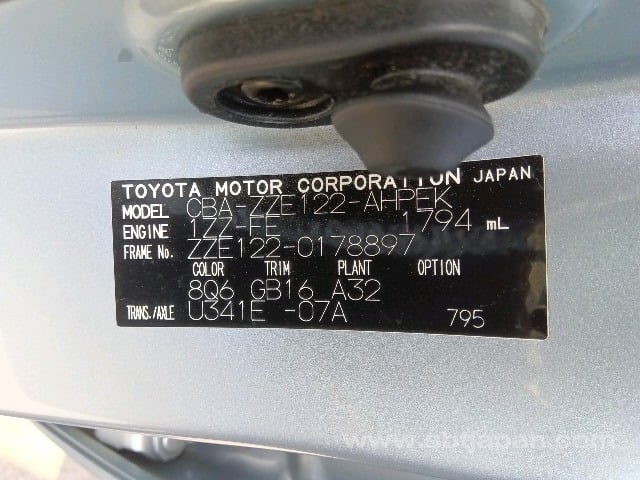 TOYOTA MOTOR CORPORATION JAPAN
MODEL CBA-ZZE122-AHPEK
ENGINE 1ZZ-FE 1794 mL
FRAME No. ZZE122-0178897
COLOR TRIM PLANT OPTION
8Q6 GB16 A32
TRANS./AXLE U341E -07A 795
www.sbtjapan.com